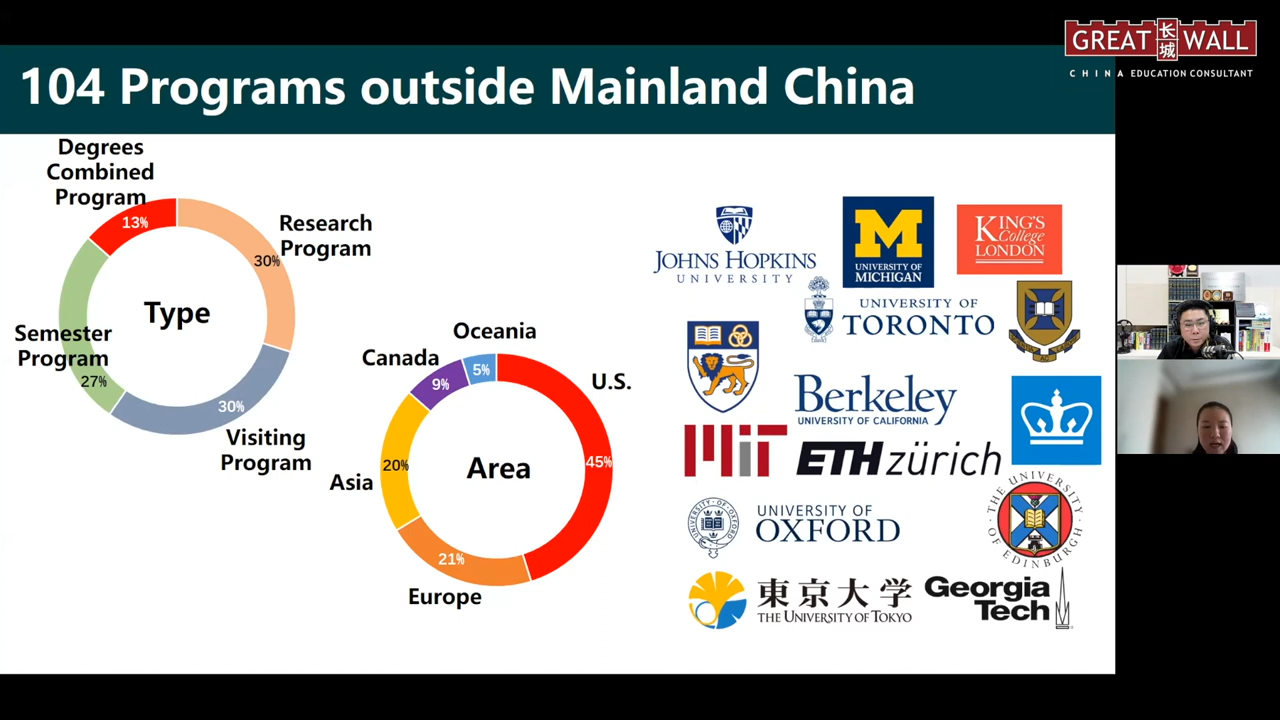 GREAT 长城 WALL
CHINA EDUCATION CONSULTANT
104 Programs outside Mainland China
Degrees
Combined
Program
13%
Research
Program
30%
Type
Semester
Program
27%
30%
Visiting
Program
Oceania
5%
Canada
9%
U.S.
45%
Asia
20%
Area
21%
Europe
JOHNS HOPKINS
UNIVERSITY
M
UNIVERSITY OF
MICHIGAN
KING'S
College
LONDON
UNIVERSITY OF
TORONTO
Berkeley
UNIVERSITY OF CALIFORNIA
MIT
ETH zürich
UNIVERSITY OF
OXFORD
THE UNIVERSITY
OF EDINBURGH
東京大学
THE UNIVERSITY OF TOKYO
Georgia
Tech